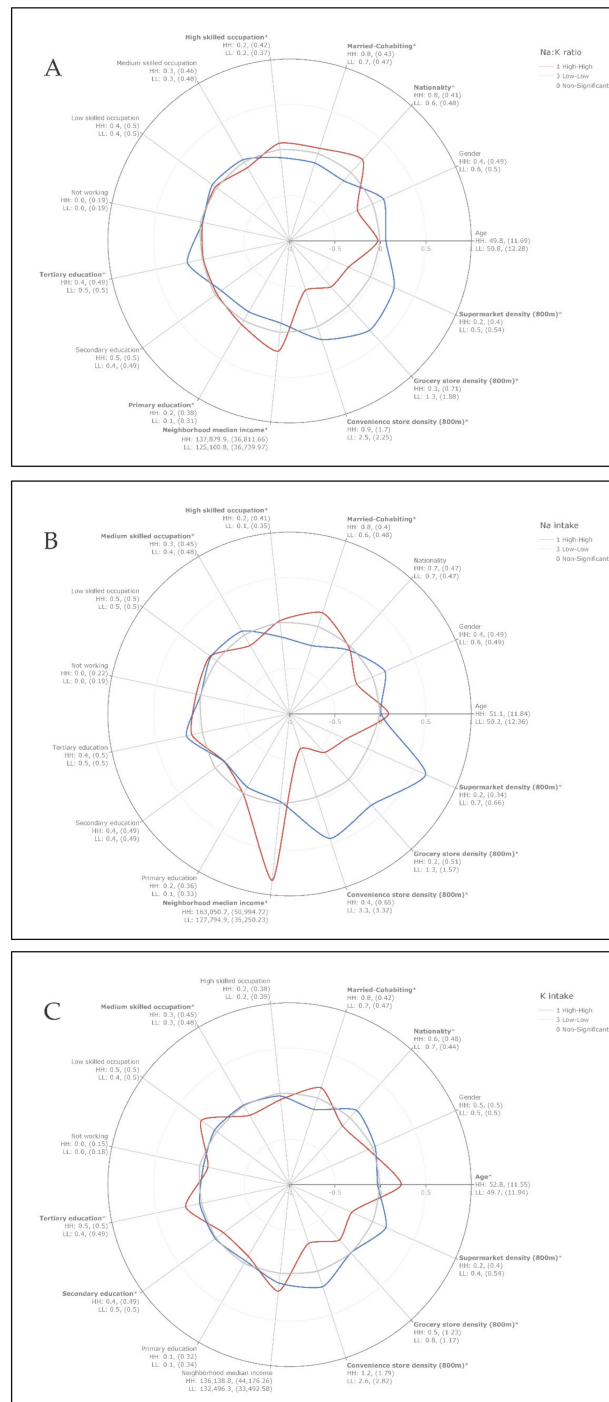 A
Na:K ratio
1 High-High
3 Low-Low
0 Non-Significant
High skilled occupation*
HH: 0.2, (0.42)
LL: 0.2, (0.37)
Married-Cohabiting*
HH: 0.8, (0.43)
LL: 0.7, (0.47)
Nationality*
HH: 0.8, (0.41)
LL: 0.6, (0.48)
Gender
HH: 0.4, (0.49)
LL: 0.6, (0.5)
Age
HH: 49.8, (11.69)
LL: 50.8, (12.28)
Supermarket density (800m)*
HH: 0.2, (0.4)
LL: 0.5, (0.54)
Grocery store density (800m)*
HH: 0.3, (0.71)
LL: 1.3, (1.88)
Convenience store density (800m)*
HH: 0.9, (1.7)
LL: 2.5, (2.25)
Neighborhood median income*
HH: 137,879.9, (36,811.66)
LL: 125,100.8, (36,739.97)
Primary education*
HH: 0.2, (0.38)
LL: 0.1, (0.31)
Secondary education
HH: 0.5, (0.5)
LL: 0.4, (0.49)
Tertiary education*
HH: 0.4, (0.49)
LL: 0.5, (0.5)
Not working
HH: 0.0, (0.19)
LL: 0.0, (0.19)
Low skilled occupation
HH: 0.4, (0.5)
LL: 0.4, (0.5)
Medium skilled occupation
HH: 0.3, (0.46)
LL: 0.3, (0.48)
-0.5
0
0.5
B
Na intake
1 High-High
3 Low-Low
0 Non-Significant
High skilled occupation*
HH: 0.2, (0.41)
LL: 0.1, (0.35)
Married-Cohabiting*
HH: 0.8, (0.4)
LL: 0.6, (0.48)
Nationality
HH: 0.7, (0.47)
LL: 0.7, (0.47)
Gender
HH: 0.4, (0.49)
LL: 0.6, (0.49)
Age
HH: 51.1, (11.84)
LL: 50.2, (12.36)
Supermarket density (800m)*
HH: 0.2, (0.34)
LL: 0.7, (0.66)
Grocery store density (800m)*
HH: 0.2, (0.51)
LL: 1.3, (1.57)
Convenience store density (800m)*
HH: 0.4, (0.65)
LL: 3.3, (3.32)
Neighborhood median income*
HH: 163,050.7, (50,994.72)
LL: 127,794.9, (35,250.23)
Primary education
HH: 0.2, (0.36)
LL: 0.1, (0.33)
Secondary education
HH: 0.4, (0.49)
LL: 0.4, (0.49)
Tertiary education
HH: 0.4, (0.5)
LL: 0.5, (0.5)
Not working
HH: 0.0, (0.22)
LL: 0.0, (0.19)
Low skilled occupation
HH: 0.5, (0.5)
LL: 0.5, (0.5)
Medium skilled occupation*
HH: 0.3, (0.45)
LL: 0.4, (0.48)
-0.5
0
0.5
C
K intake
1 High-High
3 Low-Low
0 Non-Significant
High skilled occupation
HH: 0.2, (0.38)
LL: 0.2, (0.39)
Married-Cohabiting*
HH: 0.8, (0.42)
LL: 0.7, (0.47)
Nationality*
HH: 0.6, (0.48)
LL: 0.7, (0.44)
Gender
HH: 0.5, (0.5)
LL: 0.5, (0.5)
Age*
HH: 52.8, (11.55)
LL: 49.7, (11.94)
Supermarket density (800m)*
HH: 0.2, (0.4)
LL: 0.4, (0.54)
Grocery store density (800m)*
HH: 0.5, (1.23)
LL: 0.8, (1.17)
Convenience store density (800m)*
HH: 1.2, (1.79)
LL: 2.6, (2.82)
Neighborhood median income
HH: 136,138.8, (44,176.26)
LL: 132,496.3, (33,492.58)
Primary education
HH: 0.1, (0.32)
LL: 0.1, (0.34)
Secondary education*
HH: 0.4, (0.49)
LL: 0.5, (0.5)
Tertiary education*
HH: 0.5, (0.5)
LL: 0.4, (0.49)
Not working
HH: 0.0, (0.15)
LL: 0.0, (0.18)
Low skilled occupation
HH: 0.5, (0.5)
LL: 0.4, (0.5)
Medium skilled occupation*
HH: 0.3, (0.45)
LL: 0.3, (0.48)
-0.5
0
0.5